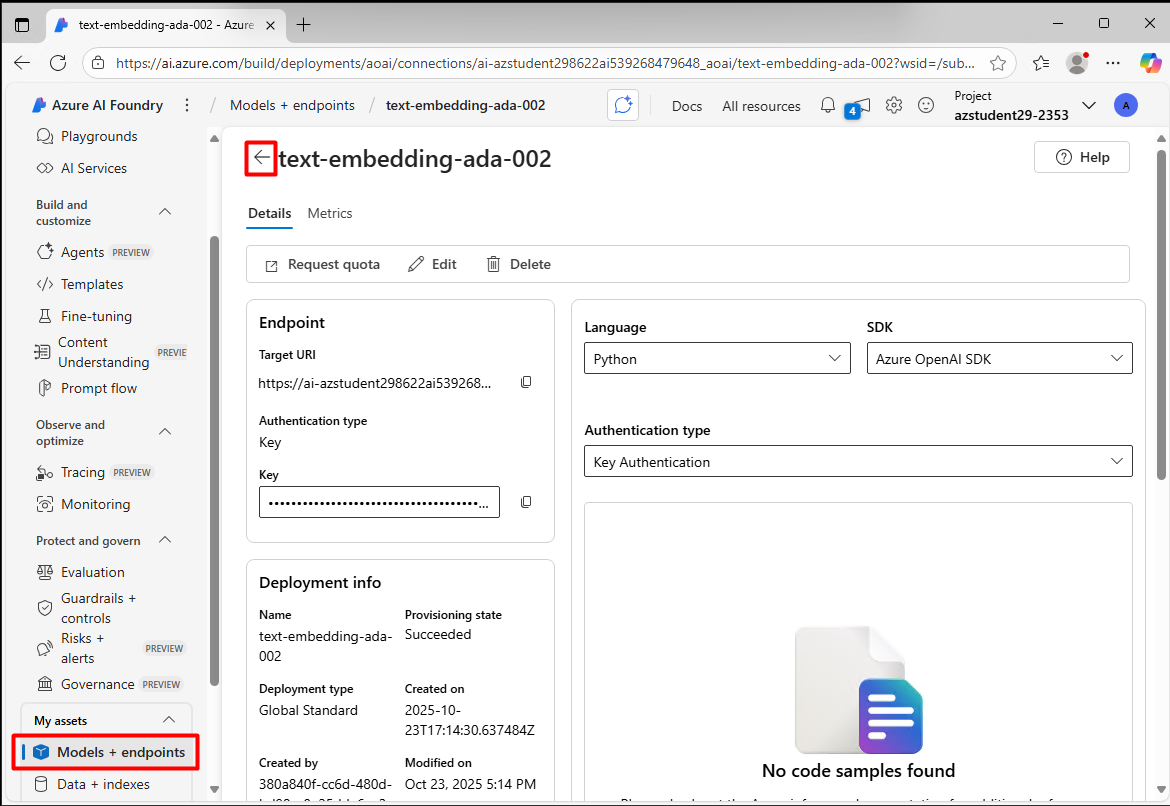 text-embedding-ada-002 - Azure
https://ai.azure.com/build/deployments/aoai/connections/ai-azstudent298622ai539268479648_aoai/text-embedding-ada-002?wsid=/sub...
Azure AI Foundry
/ Models + endpoints / text-embedding-ada-002
Docs
All resources
4
Project
azstudent29-2353
A
Playgrounds
AI Services
Build and
customize
Agents PREVIEW
Templates
Fine-tuning
Content
Understanding PREVIE
Prompt flow
Observe and
optimize
Tracing PREVIEW
Monitoring
Protect and govern
Evaluation
Guardrails +
controls
Risks +
alerts PREVIEW
Governance PREVIEW
My assets
Models + endpoints
Data + indexes
text-embedding-ada-002
Help
Details Metrics
Request quota Edit Delete
Endpoint
Target URI
https://ai-azstudent298622ai539268...
Authentication type
Key
Key
Deployment info
Name
text-embedding-ada-
002
Provisioning state
Succeeded
Deployment type
Global Standard
Created on
2025-10-
23T17:14:30.637484Z
Created by
380a840f-cc6d-480d-
Modified on
Oct 23, 2025 5:14 PM
Language
Python
SDK
Azure OpenAI SDK
Authentication type
Key Authentication
No code samples found